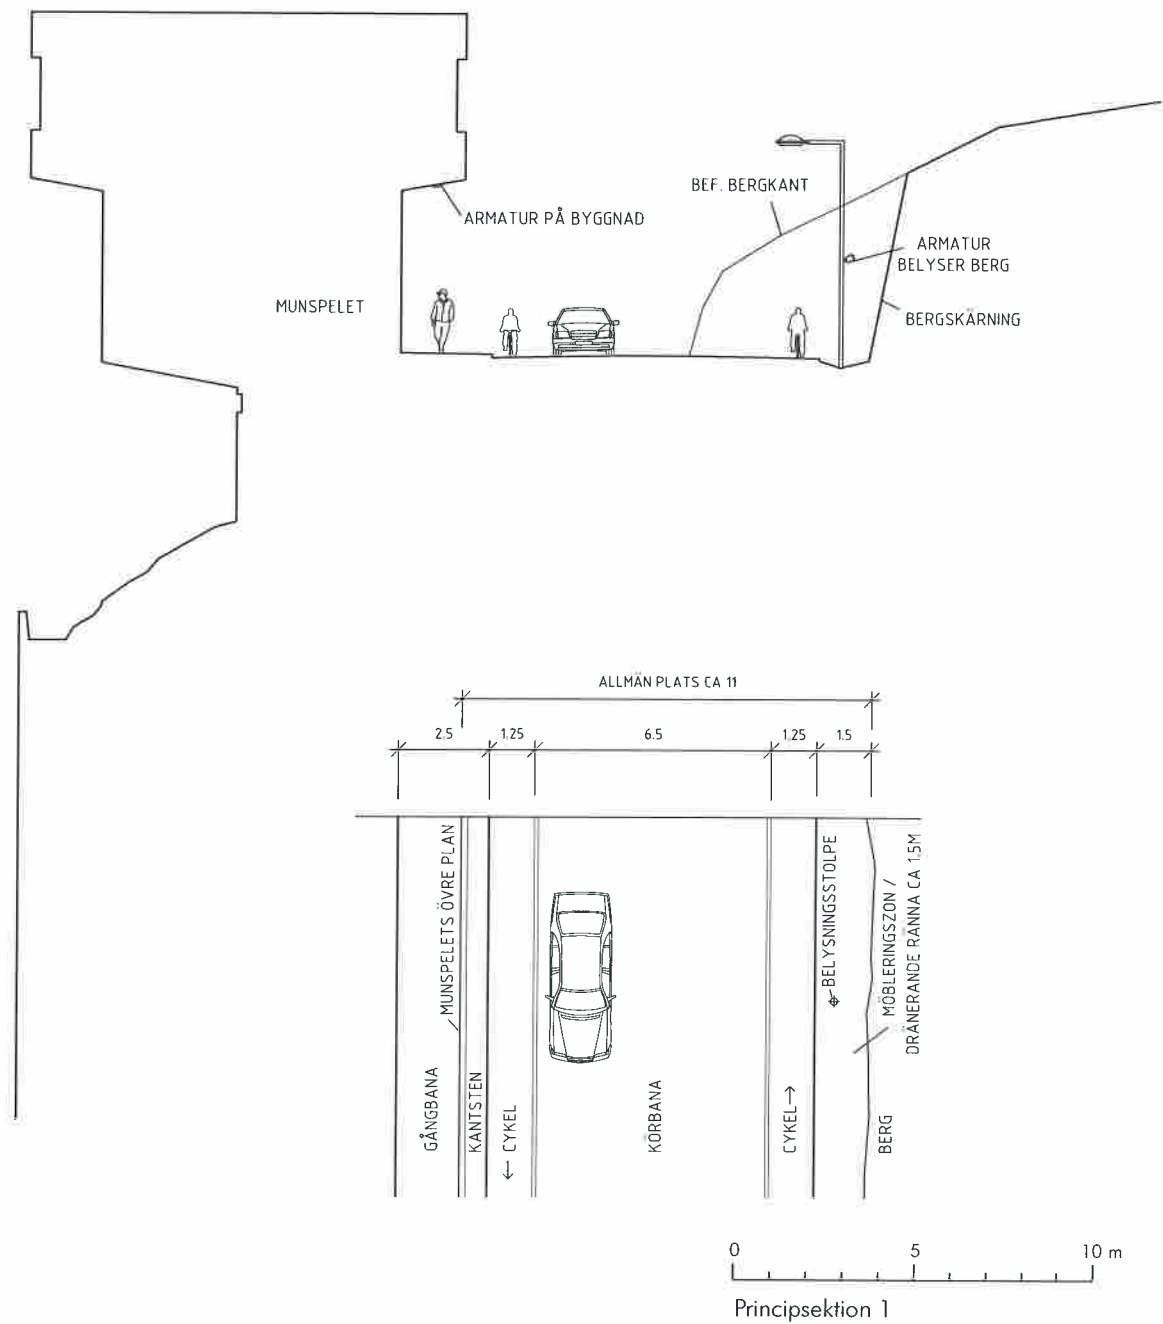 BEF. BERGKANT
ARMATUR PÅ BYGGNAD
ARMATUR
BELYSER BERG
MUNSPELET
BERGSKÄRNING
ALLMÄN PLATS CA 11
2.5
1.25
6.5
1.25
1.5
GÅNGBANA
MUNSPELETS ÖVRE PLAN
KANTSTEN
← CYKEL
KÖRBANA
CYKEL →
BELYSNINGSSTOLPE
BERG
MÖBLERINGSZON /
DRÄNERANDE RÄNNA CA 1.5M
0 5 10 m
Principsektion 1